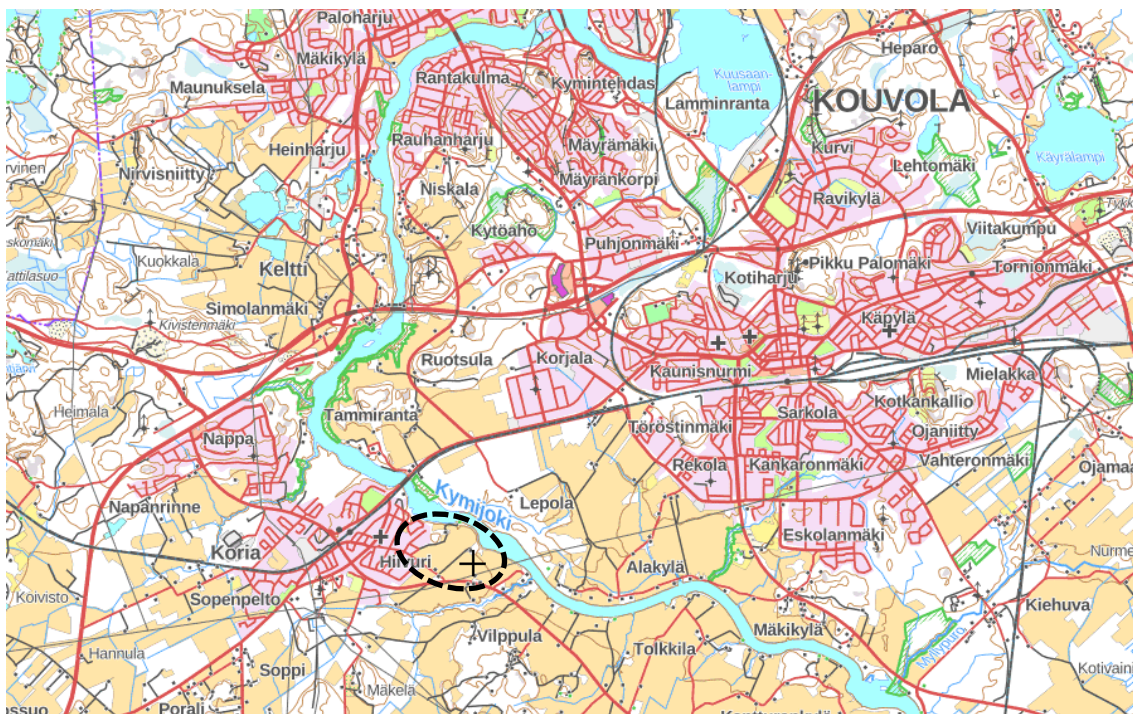 Paloharju
Mäkikylä
Heparo
Rantakulma
Kymintehdas
Kuusaan-
lampi
Maunuksela
Lamminranta
KOUVOLA
Rauhanharju
Mäyrämäki
Kurvi
Heinharju
Lehtomäki
Käyrälampi
Nirvisniitty
Niskala
Mäyränkorpi
Ravikylä
Kytöaho
Viitakumpu
Puhjonmäki
Kuokkala
Keltti
Kotiharju
Pikku Palomäki
Tornionmäki
Simolanmäki
Kivistenmäki
Käpylä
Ruotsula
Korjala
Kaunisnurmi
Mielakka
Heimala
Tammiranta
Sarkola
Kotkankallio
Nappa
Töröstinmäki
Ojaniitty
Rekola
Kankaronmäki
Vahteronmäki
Napanrinne
Kymijoki
Lepola
Eskolanmäki
Koria
Alakylä
Koivisto
Sopenpelto
Kiehuva
Vilppula
Mäkikylä
Myllypuro
Hannula
Soppi
Tolkkila
Mäkelä
Porali